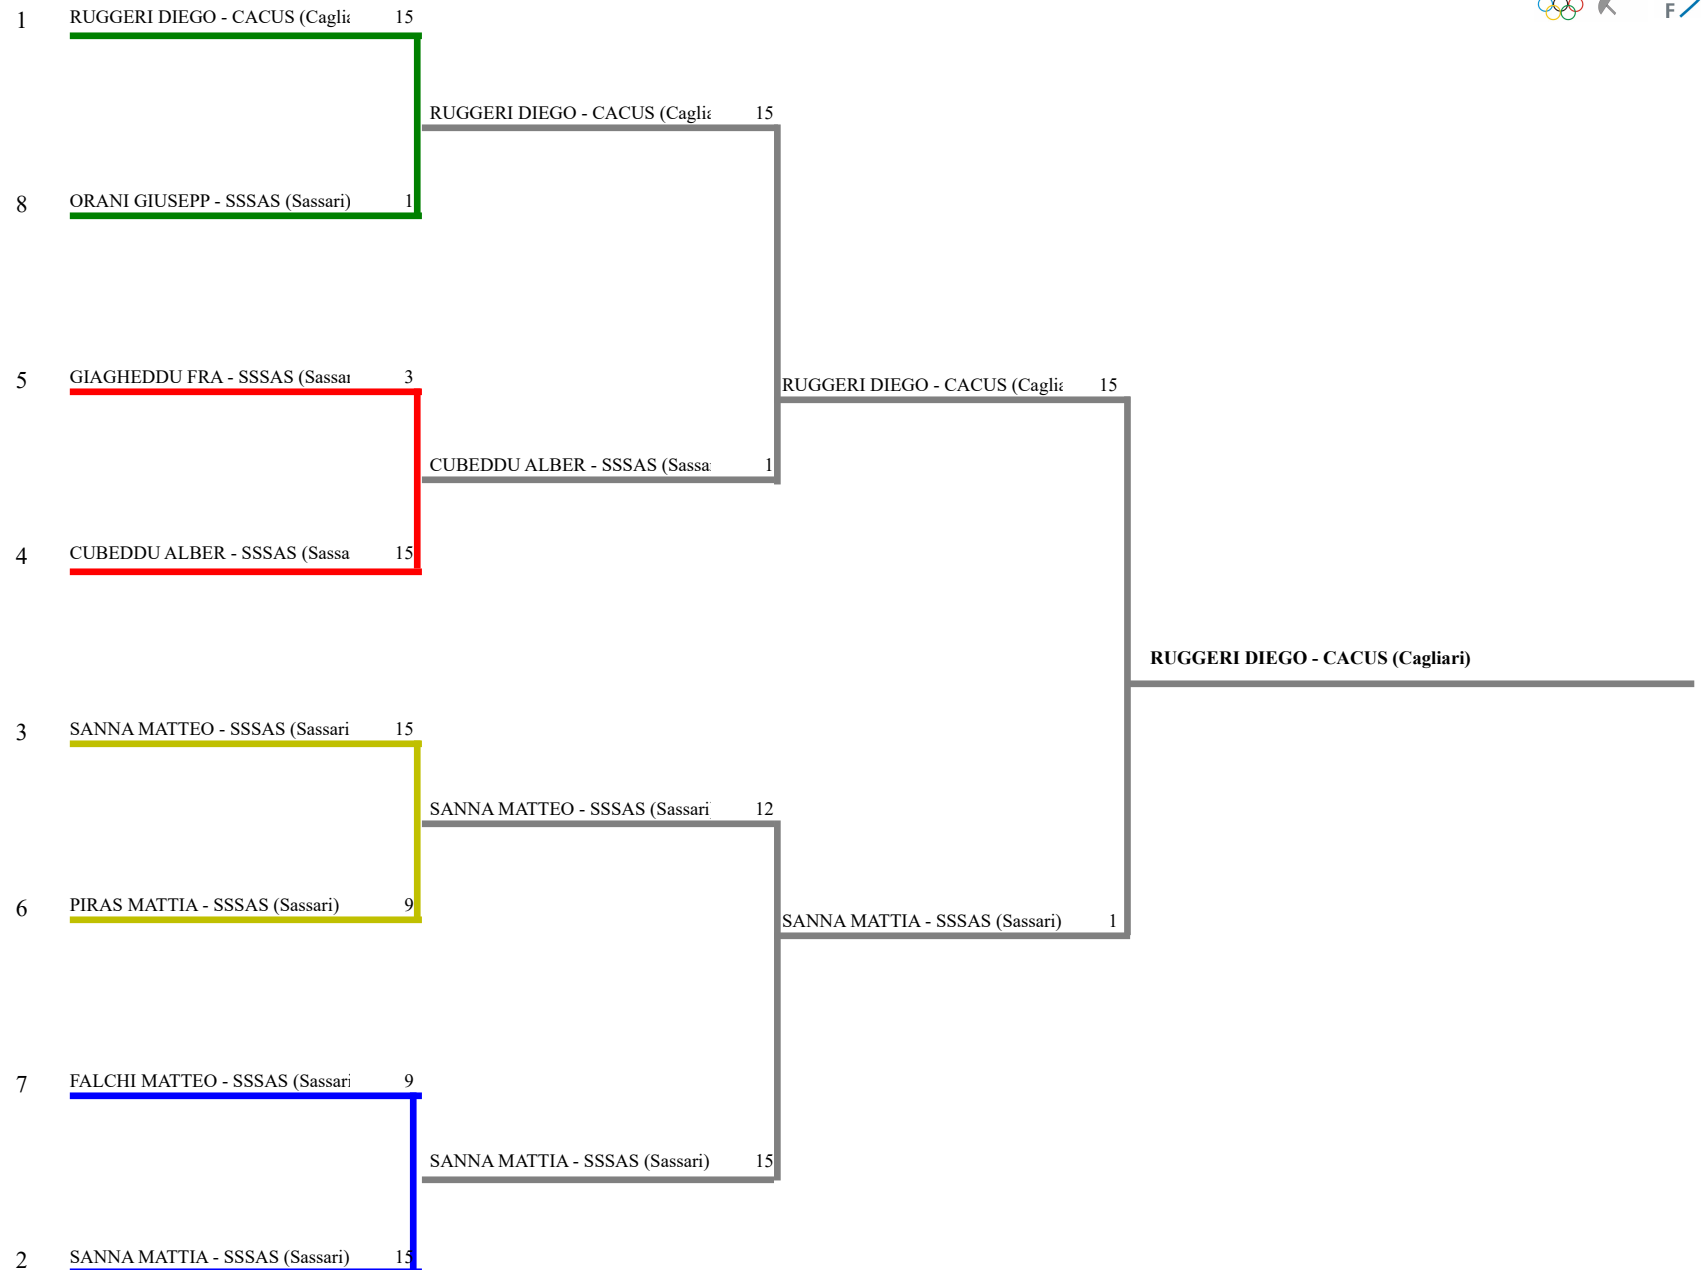 1 RUGGERI DIEGO - CACUS (Caglia 15
RUGGERI DIEGO - CACUS (Caglia 15
8 ORANI GIUSEPP - SSSAS (Sassari) 1
5 GIAGHEDDU FRA - SSSAS (Sassar 3
RUGGERI DIEGO - CACUS (Caglia 15
CUBEDDU ALBER - SSSAS (Sassa 1
4 CUBEDDU ALBER - SSSAS (Sassa 15
RUGGERI DIEGO - CACUS (Cagliari)
3 SANNA MATTEO - SSSAS (Sassari 15
SANNA MATTEO - SSSAS (Sassari 12
6 PIRAS MATTIA - SSSAS (Sassari) 9
SANNA MATTIA - SSSAS (Sassari) 1
7 FALCHI MATTEO - SSSAS (Sassari 9
SANNA MATTIA - SSSAS (Sassari) 15
2 SANNA MATTIA - SSSAS (Sassari) 15
F